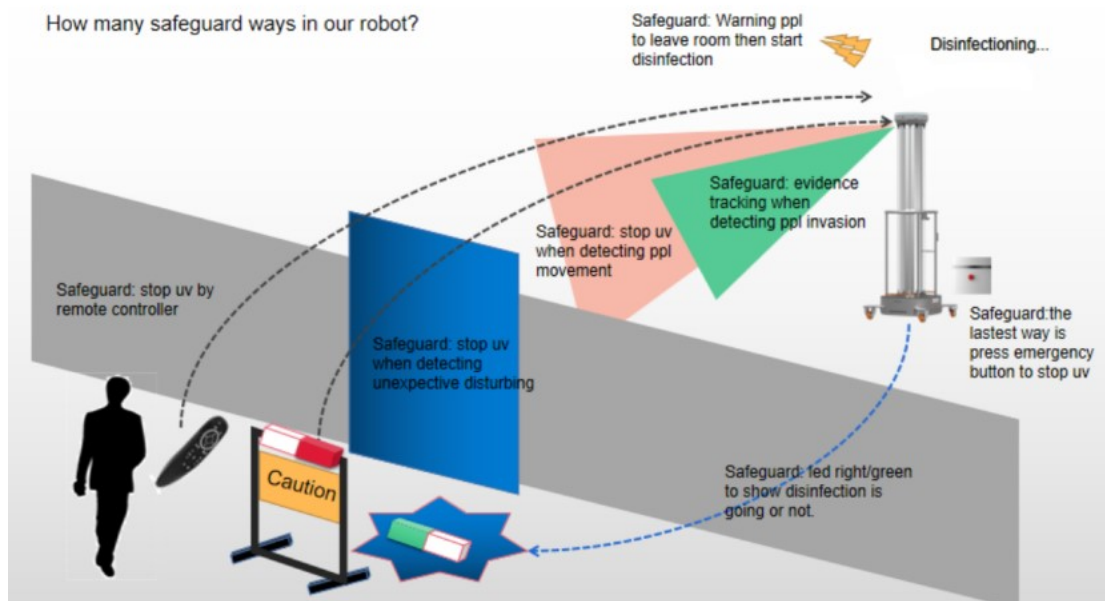 How many safeguard ways in our robot?
Safeguard: Warning ppl
to leave room then start
disinfection
Disinfectioning...
Safeguard: evidence
tracking when
detecting ppl invasion
Safeguard: stop uv
when detecting ppl
movement
Safeguard: stop uv by
remote controller
Safeguard:the
lastest way is
press emergency
button to stop uv
Safeguard: stop uv
when detecting
unexpective disturbing
Caution
Safeguard: led right/green
to show disinfection is
going or not.